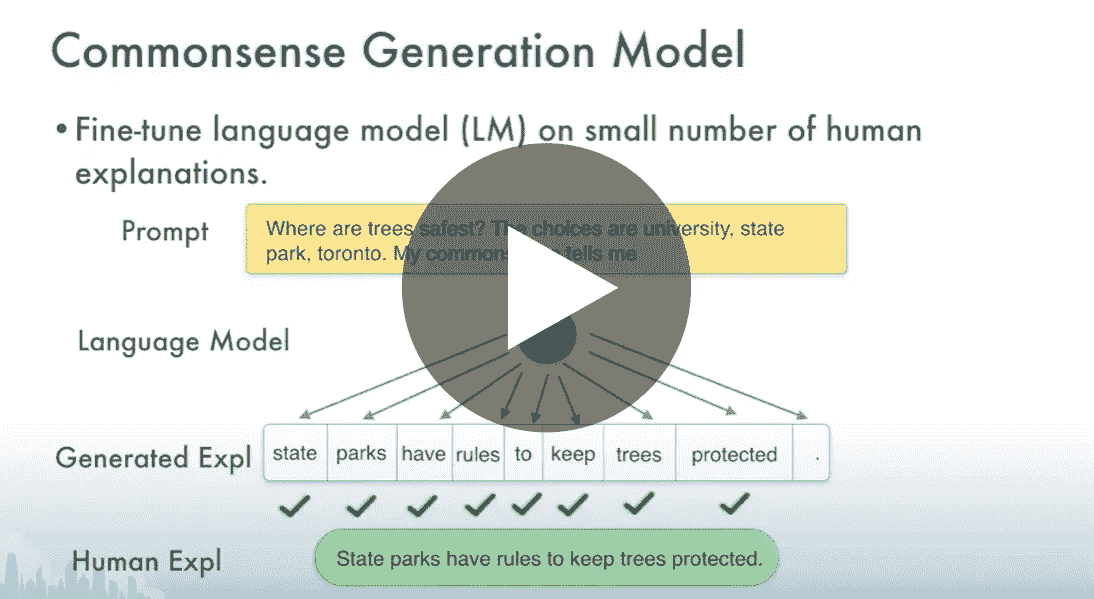 Commonsense Generation Model
• Fine-tune language model (LM) on small number of human
explanations.
Prompt
Where are trees safest? The choices are university, state
park, toronto. My commonsense tells me
Language Model
Generated Expl
state parks have rules to keep trees protected .
Human Expl
State parks have rules to keep trees protected.